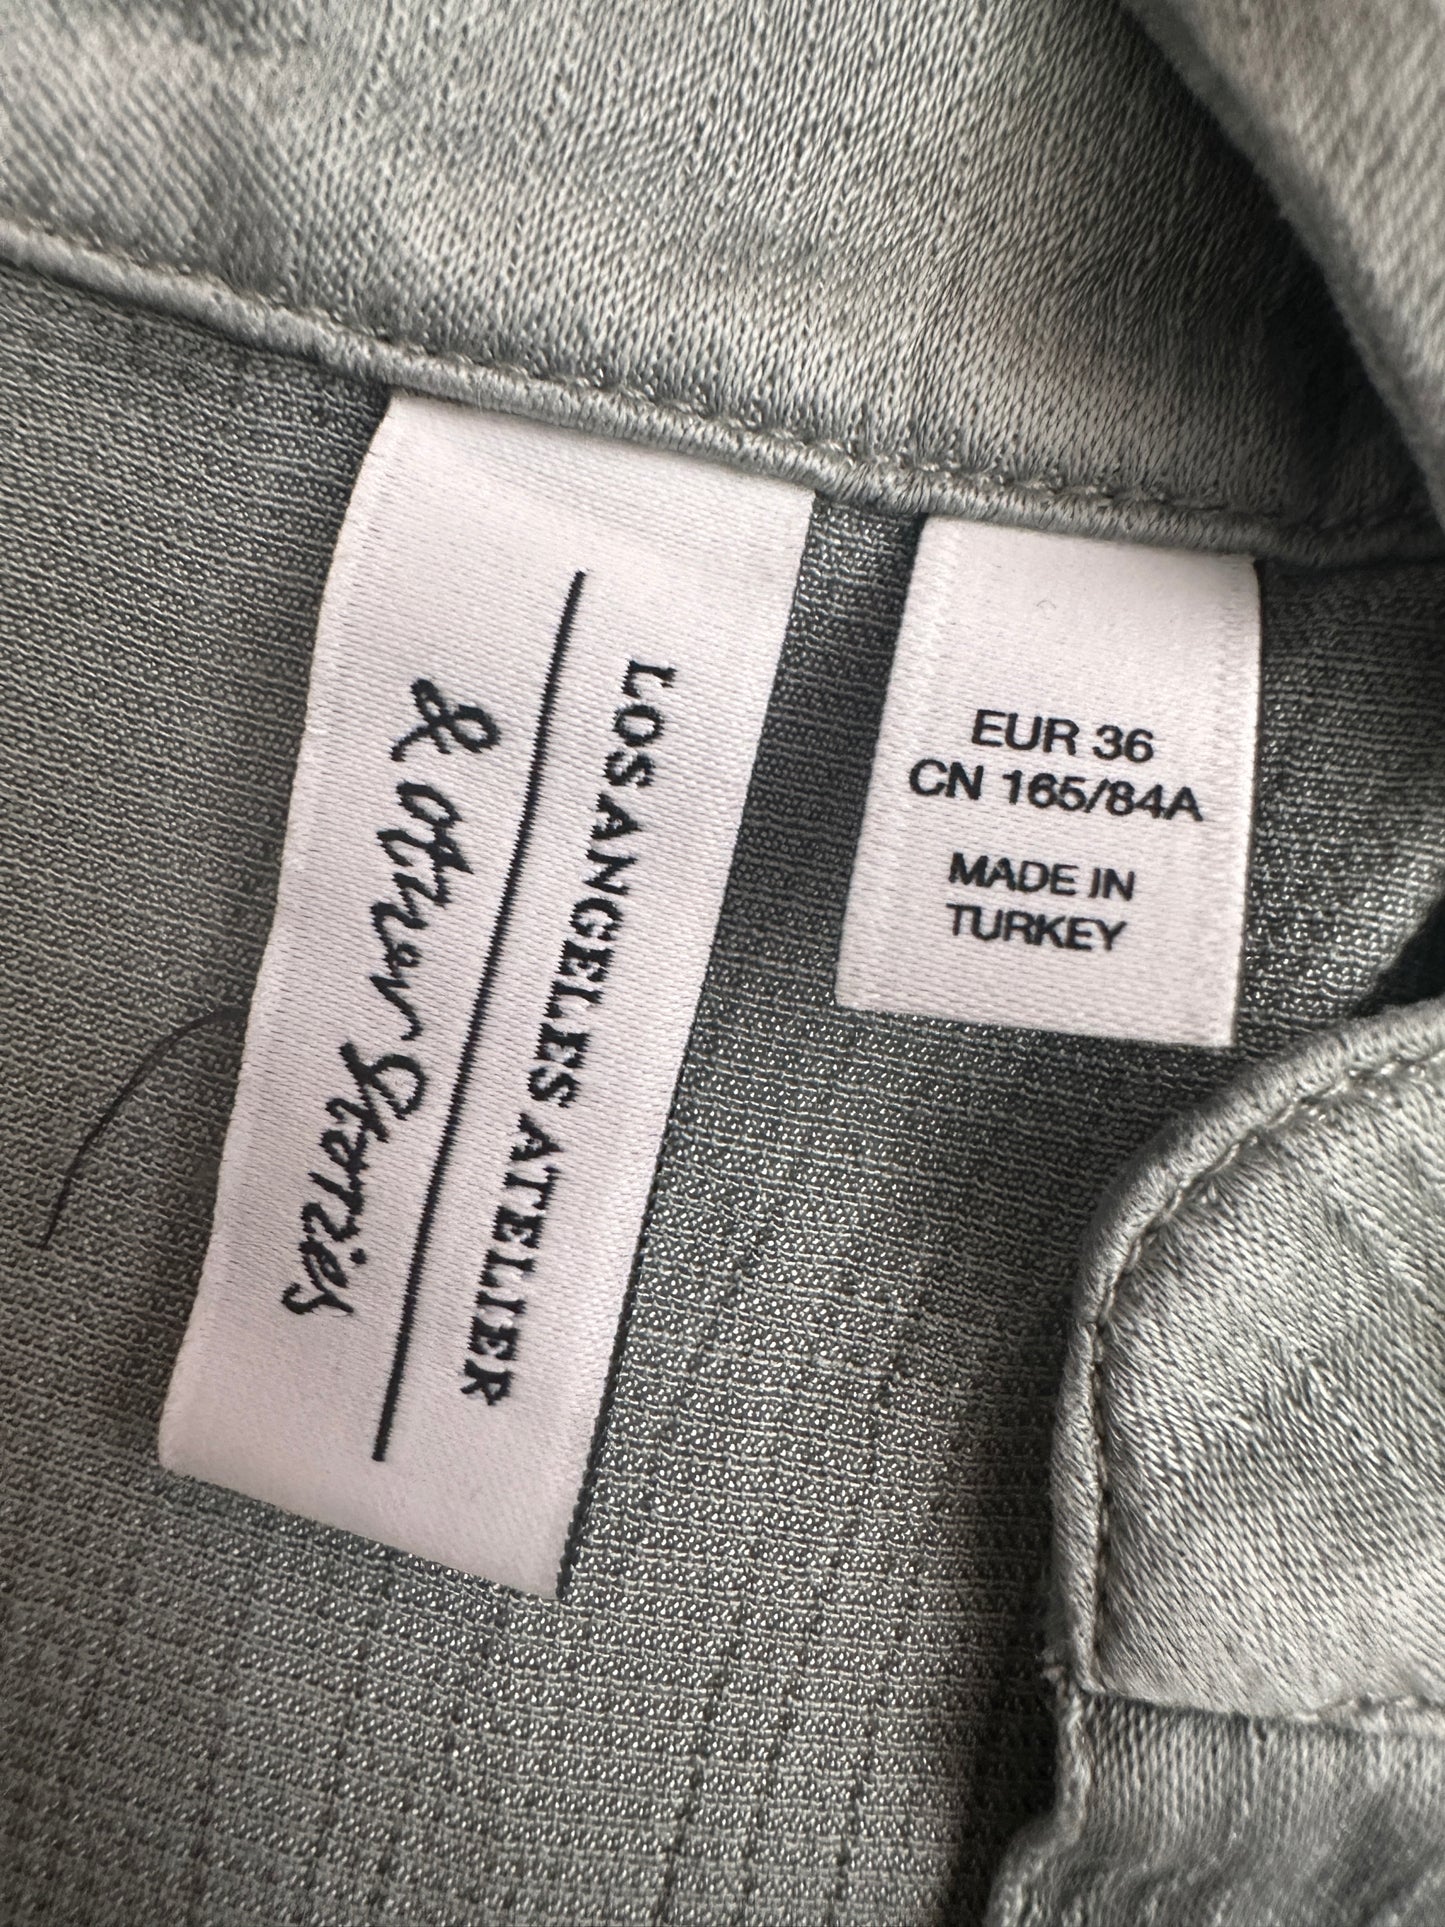 & other Stories
LOS ANGELES ATELIER
EUR 36
CN 165/84A
MADE IN
TURKEY